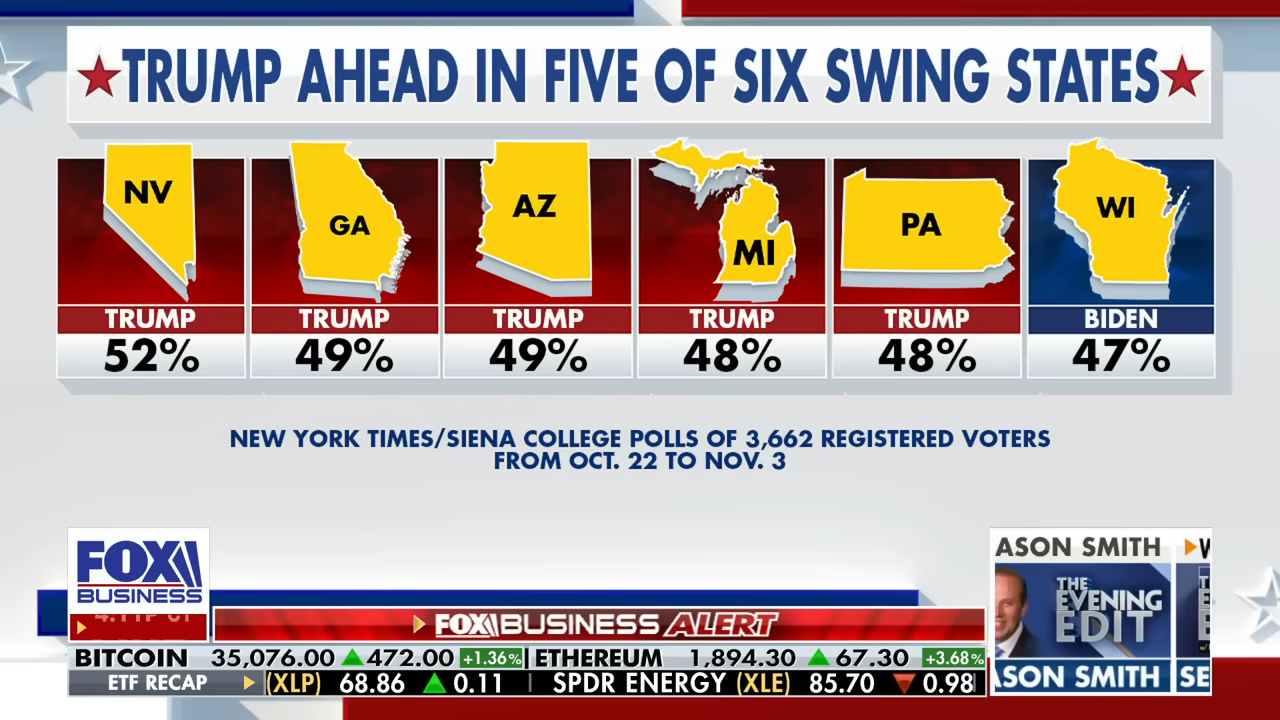 TRUMP AHEAD IN FIVE OF SIX SWING STATES
NV GA AZ MI PA WI
TRUMP TRUMP TRUMP TRUMP TRUMP BIDEN
52% 49% 49% 48% 48% 47%
NEW YORK TIMES/SIENA COLLEGE POLLS OF 3,662 REGISTERED VOTERS
FROM OCT. 22 TO NOV. 3
FOX
BUSINESS
FOX BUSINESS ALERT
BITCOIN 35,076.00 472.00 +1.36% ETHEREUM 1,894.30 67.30 +3.68%
ETF RECAP (XLP) 68.86 0.11 SPDR ENERGY (XLE) 85.70 0.98
ASON SMITH
THE
EVENING
EDIT
ASON SMITH SE